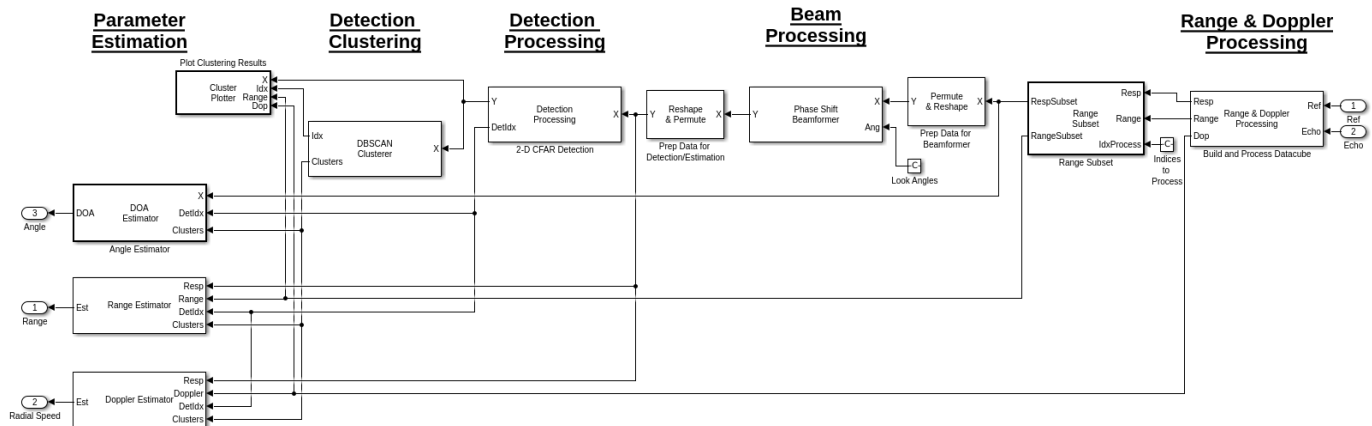 Parameter
Estimation
Detection
Clustering
Detection
Processing
Beam
Processing
Range & Doppler
Processing
Plot Clustering Results
Cluster
Plotter
X
Idx
Range
Dop
Idx
Clusters
DBSCAN
Clusterer
X
Y
DetIdx
Detection
Processing
X
2-D CFAR Detection
Y
Reshape
& Permute
X
Prep Data for
Detection/Estimation
Y
Phase Shift
Beamformer
X
Ang
Y
Permute
& Reshape
X
Prep Data for
Beamformer
-C-
Look Angles
RespSubset
RangeSubset
Range
Subset
Resp
Range
IdxProcess
Range Subset
-C-
Indices
to
Process
Resp
Range
Dop
Range & Doppler
Processing
Ref
Echo
Build and Process Datacube
1
Ref
2
Echo
3
Angle
DOA
DOA
Estimator
X
DetIdx
Clusters
Angle Estimator
1
Range
Est
Range Estimator
Resp
Range
DetIdx
Clusters
2
Radial Speed
Est
Doppler Estimator
Resp
Doppler
DetIdx
Clusters